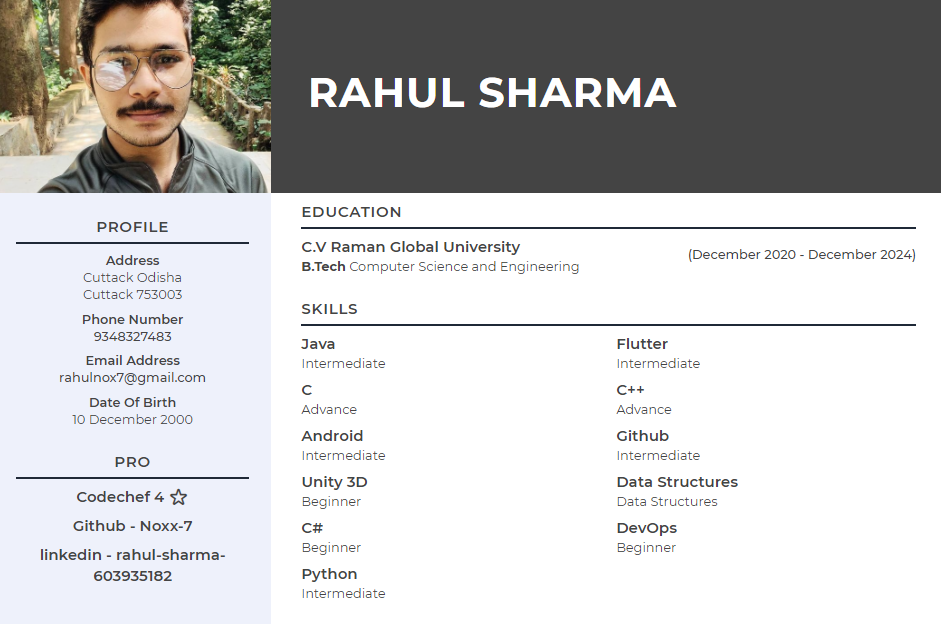 RAHUL SHARMA
PROFILE
Address
Cuttack Odisha
Cuttack 753003
Phone Number
9348327483
Email Address
rahulnox7@gmail.com
Date Of Birth
10 December 2000
PRO
Codechef 4 ☆
Github - Noxx-7
linkedin - rahul-sharma-
603935182
EDUCATION
C.V Raman Global University
B.Tech Computer Science and Engineering
(December 2020 - December 2024)
SKILLS
Java
Intermediate
Flutter
Intermediate
C
Advance
C++
Advance
Android
Intermediate
Github
Intermediate
Unity 3D
Beginner
Data Structures
Data Structures
C#
Beginner
DevOps
Beginner
Python
Intermediate